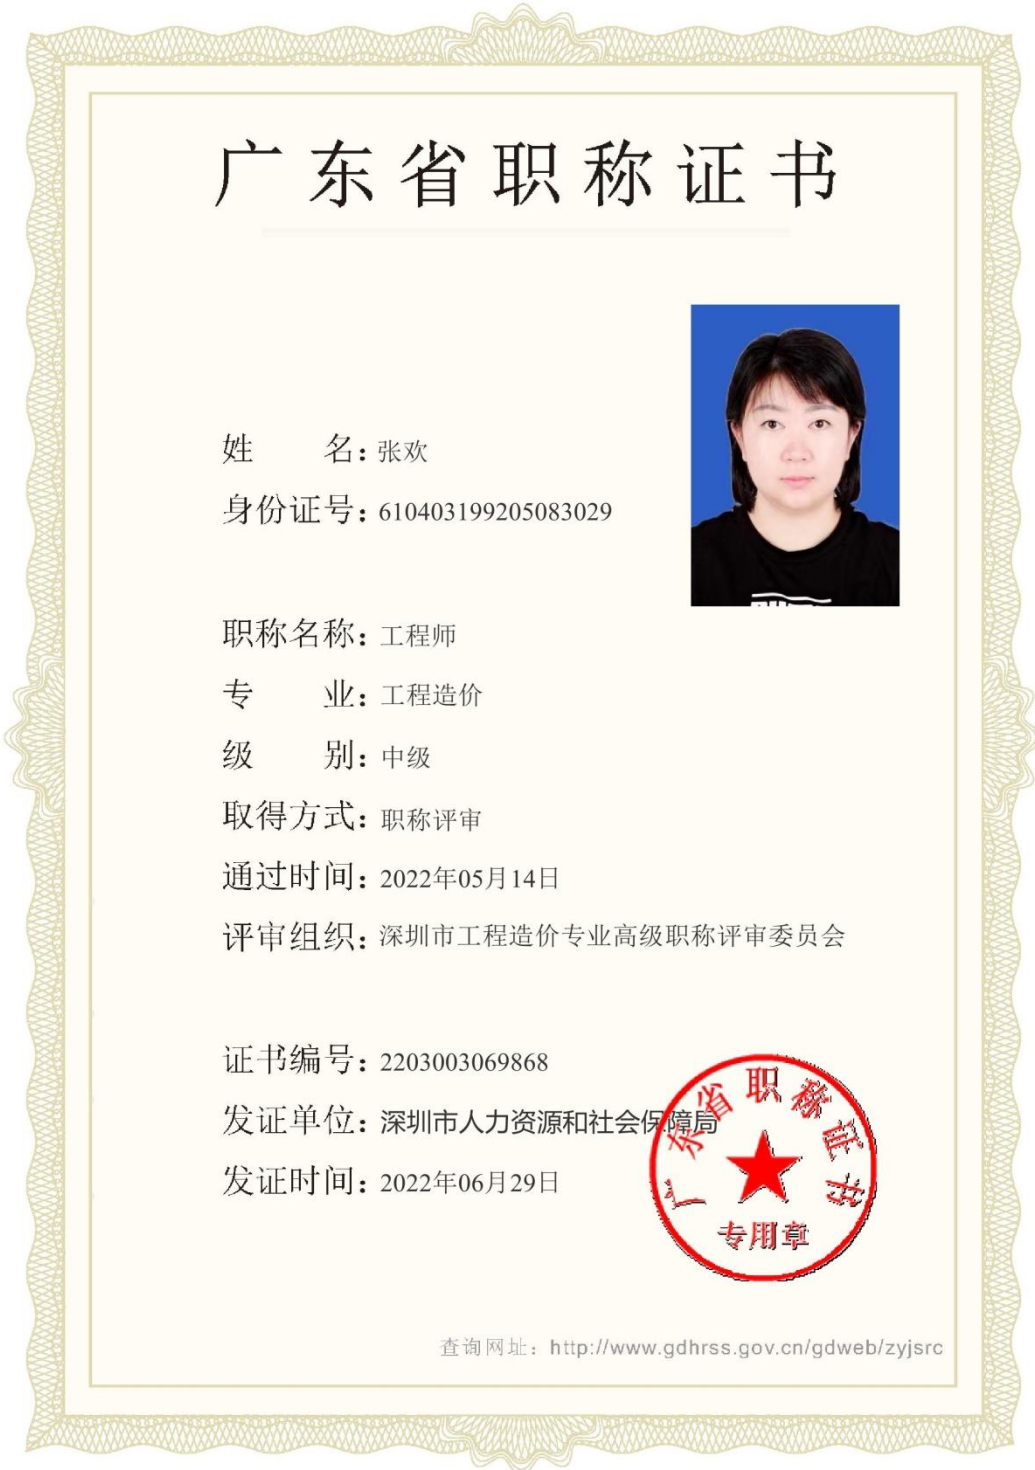 广东省职称证书
姓 名：张欢
身份证号：610403199205083029
职称名称：工程师
专 业：工程造价
级 别：中级
取得方式：职称评审
通过时间：2022年05月14日
评审组织：深圳市工程造价专业高级职称评审委员会
证书编号：2203003069868
发证单位：深圳市人力资源和社会保障局
发证时间：2022年06月29日
广东省职称证书
专用章
查询网址：http://www.gdhrss.gov.cn/gdweb/zyjsrc